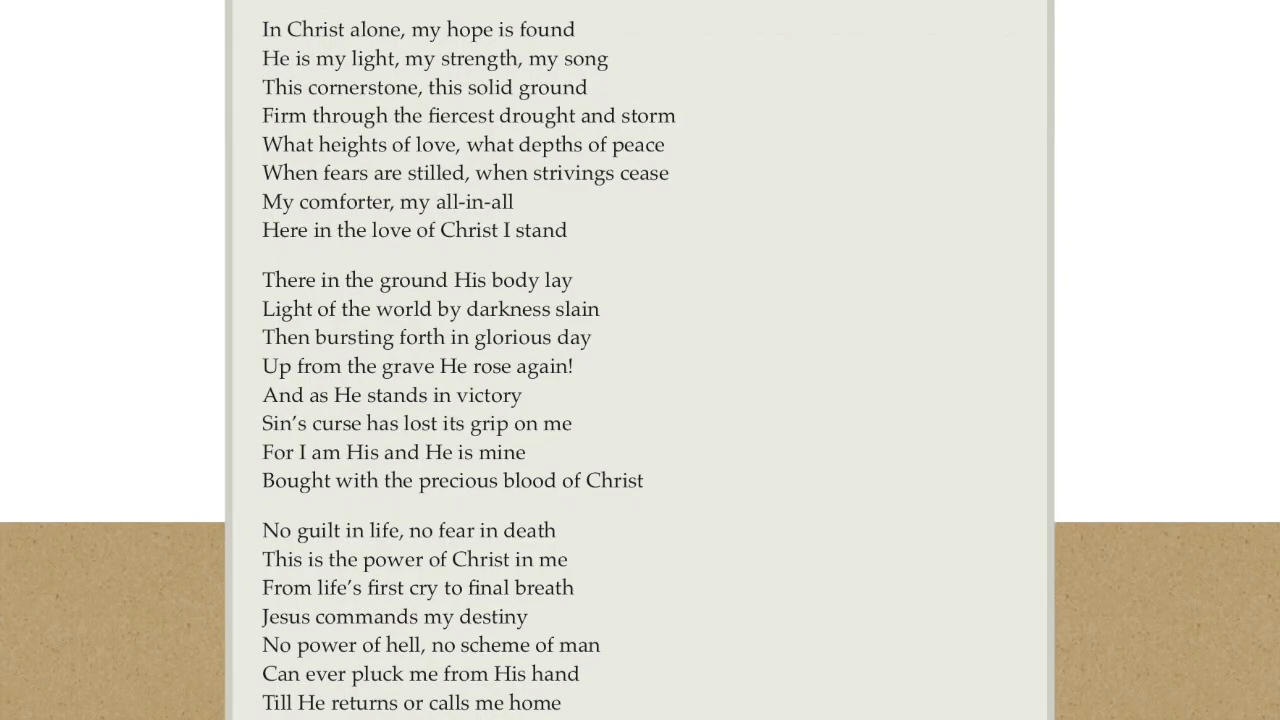 In Christ alone, my hope is found
He is my light, my strength, my song
This cornerstone, this solid ground
Firm through the fiercest drought and storm
What heights of love, what depths of peace
When fears are stilled, when strivings cease
My comforter, my all-in-all
Here in the love of Christ I stand
There in the ground His body lay
Light of the world by darkness slain
Then bursting forth in glorious day
Up from the grave He rose again!
And as He stands in victory
Sin’s curse has lost its grip on me
For I am His and He is mine
Bought with the precious blood of Christ
No guilt in life, no fear in death
This is the power of Christ in me
From life’s first cry to final breath
Jesus commands my destiny
No power of hell, no scheme of man
Can ever pluck me from His hand
Till He returns or calls me home